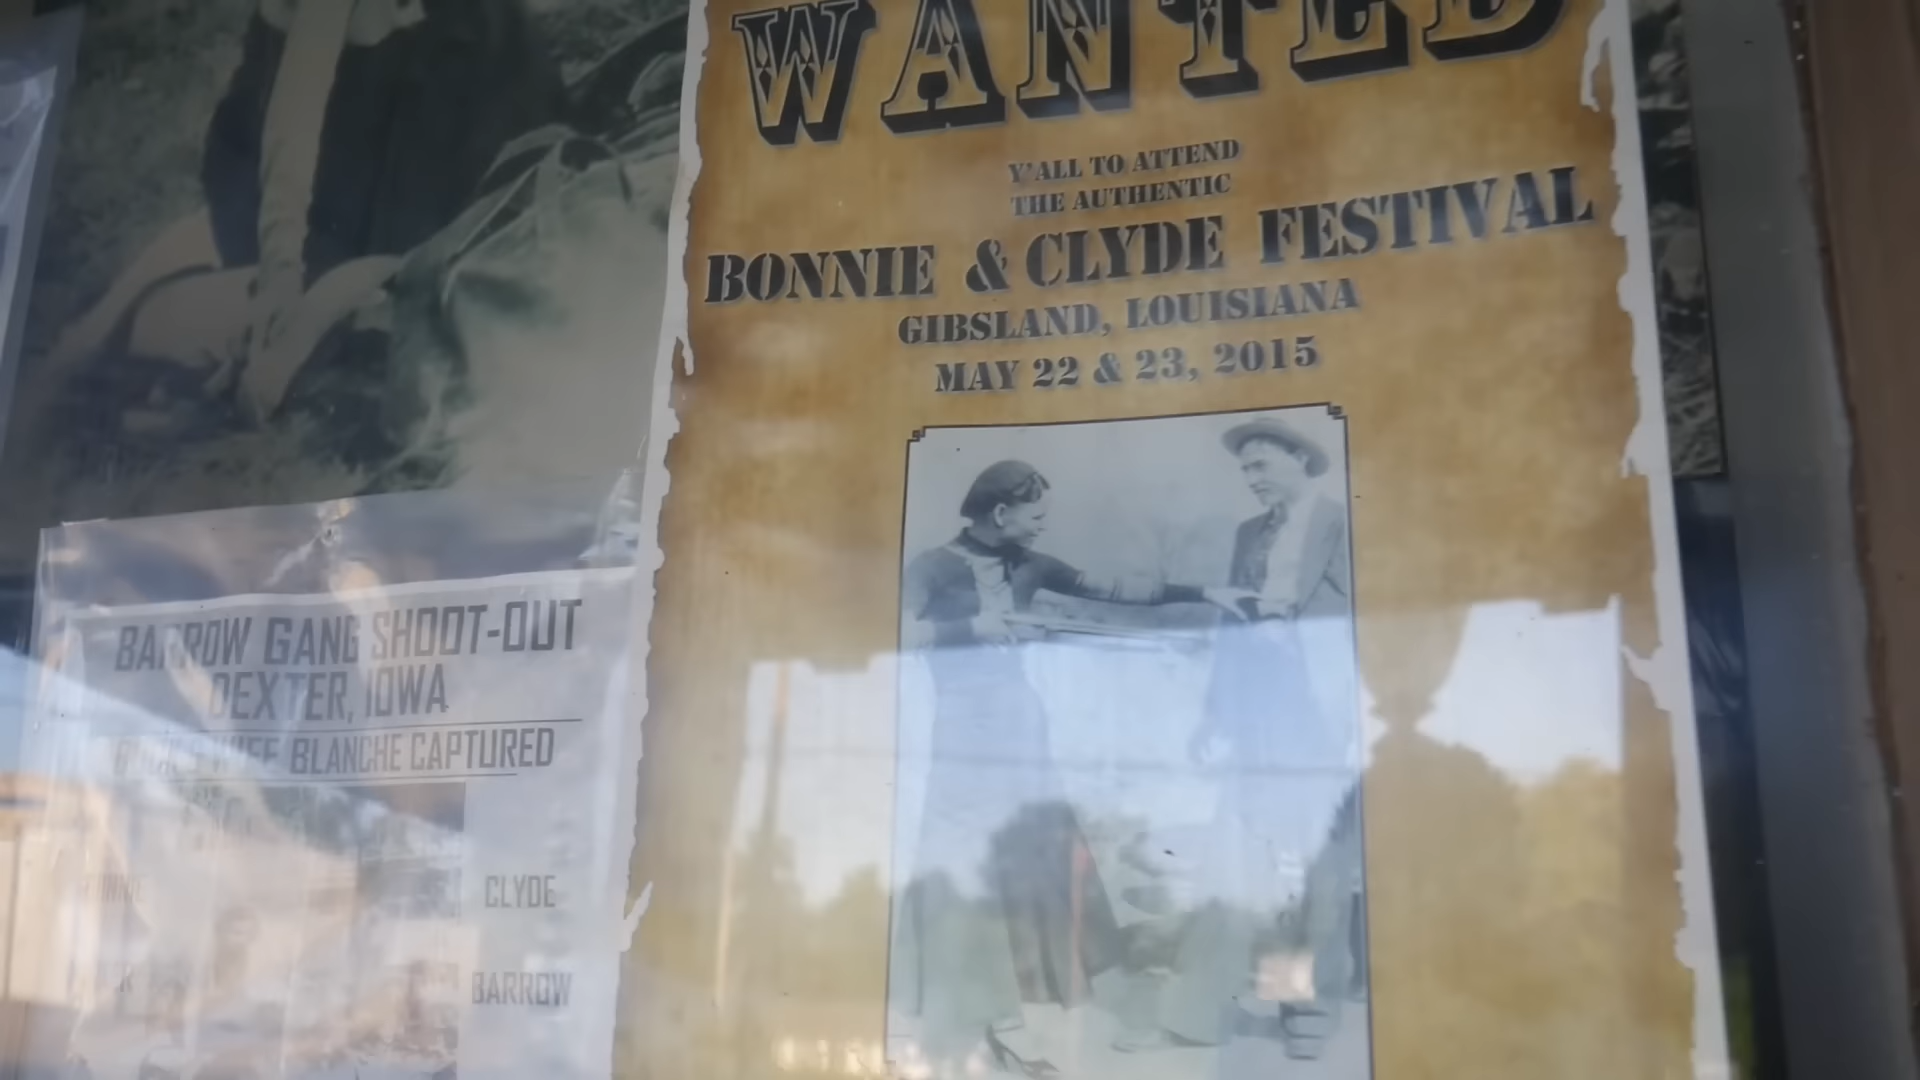 WANTED
Y'ALL TO ATTEND
THE AUTHENTIC
BONNIE & CLYDE FESTIVAL
GIBSLAND, LOUISIANA
MAY 22 & 23, 2015
BARROW GANG SHOOT-OUT
DEXTER, IOWA
BLANCHE CAPTURED
CLYDE
BARROW